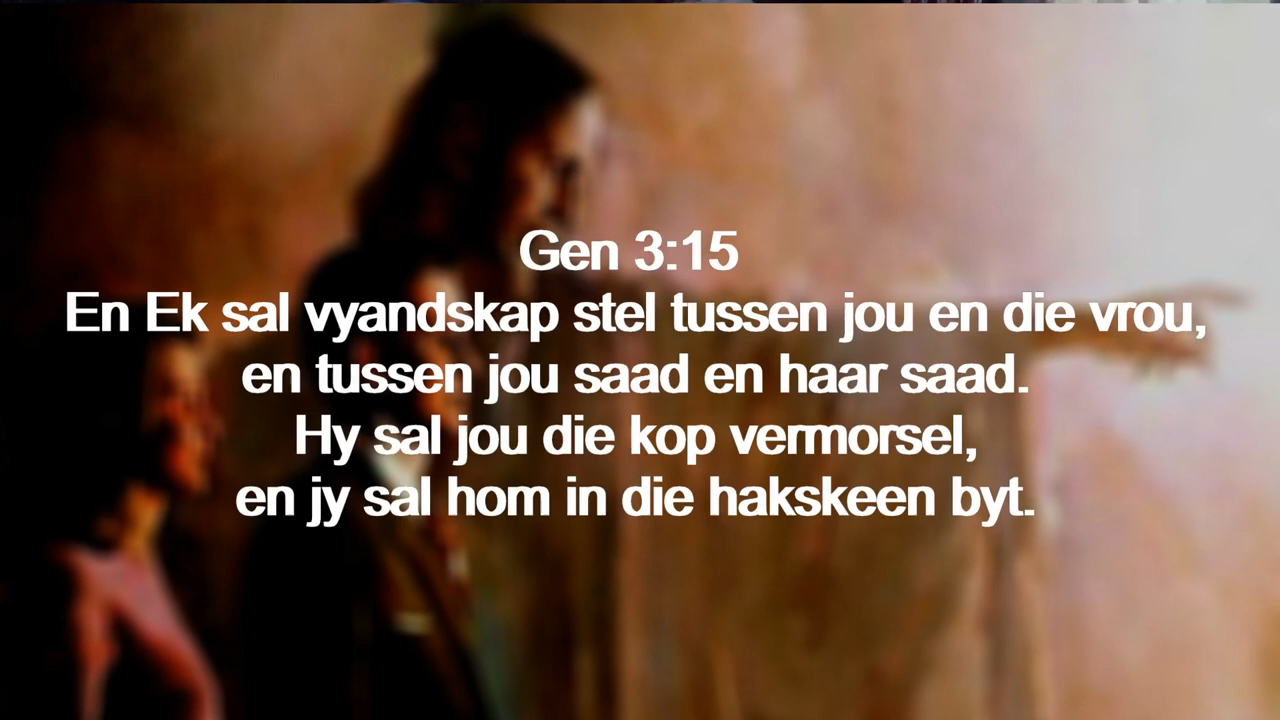 Gen 3:15
En Ek sal vyandskap stel tussen jou en die vrou,
en tussen jou saad en haar saad.
Hy sal jou die kop vermorsel,
en jy sal hom in die hakskeen byt.